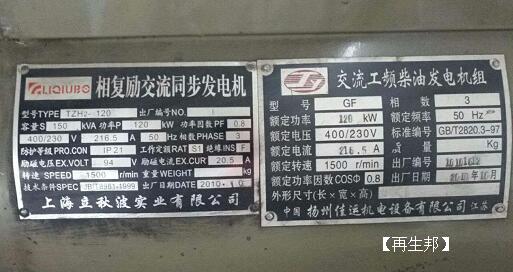 LIQIUBO 相复励交流同步发电机
型号TYPE TZH2-120 出厂编号NO.
容量S 150 kVA 功率P 120 kW 功率因数PF 0.8
400/230 V 216.5 A 50 Hz 相数PHASE 3
防护等级PRO.CON IP21 工作定额RAT S1 绝缘INS F
励磁电压EX.VOLT 94 V 励磁电流EX.CUR 20.5 A
转速SPEED 1500 r/min 重量WEIGHT KG
技术条件SPEC JB/T8981-1999 出厂日期DATE 2010.10
上海立秋波实业有限公司
交流工频柴油发电机组
型号 GF 相数 3
额定功率 120 kW 额定频率 50 Hz
额定电压 400/230V 标准编号 GB/T2820.3-97
额定电流 216.5 A Kg
额定转速 1500 r/min 出厂编号
额定功率因数COSΦ 0.8 出厂日期
外形尺寸(长×宽×高)
中国 扬州佳运机电设备有限公司 江苏
【再生邦】